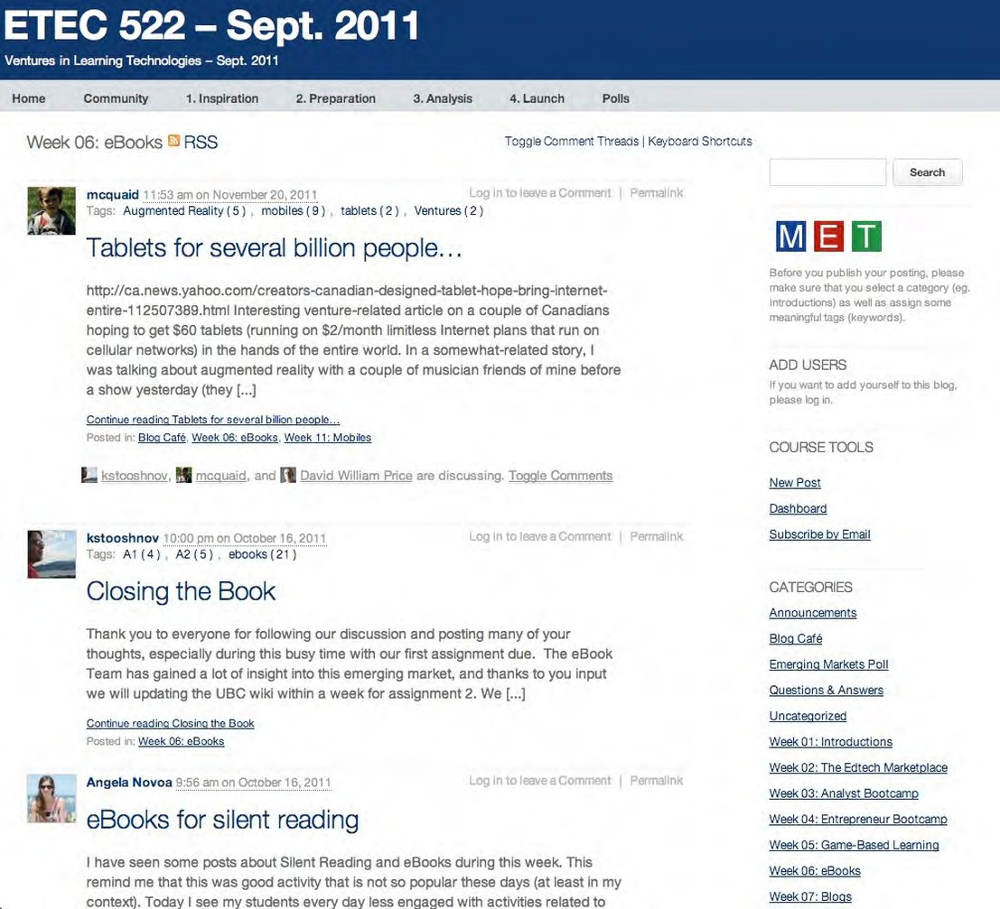 ETEC 522 – Sept. 2011
Ventures in Learning Technologies – Sept. 2011
Home Community 1. Inspiration 2. Preparation 3. Analysis 4. Launch Polls
Week 06: eBooks RSS
Toggle Comment Threads | Keyboard Shortcuts
mcquaid 11:53 am on November 20, 2011
Log in to leave a Comment | Permalink
Tags: Augmented Reality ( 5 ) , mobiles ( 9 ) , tablets ( 2 ) , Ventures ( 2 )
Tablets for several billion people…
http://ca.news.yahoo.com/creators-canadian-designed-tablet-hope-bring-internet-
entire-112507389.html Interesting venture-related article on a couple of Canadians
hoping to get $60 tablets (running on $2/month limitless Internet plans that run on
cellular networks) in the hands of the entire world. In a somewhat-related story, I
was talking about augmented reality with a couple of musician friends of mine before
a show yesterday (they [...]
Continue reading Tablets for several billion people…
Posted in: Blog Café, Week 06: eBooks, Week 11: Mobiles
kstooshnov, mcquaid, and David William Price are discussing. Toggle Comments
kstooshnov 10:00 pm on October 16, 2011
Log in to leave a Comment | Permalink
Tags: A1 ( 4 ) , A2 ( 5 ) , ebooks ( 21 )
Closing the Book
Thank you to everyone for following our discussion and posting many of your
thoughts, especially during this busy time with our first assignment due. The eBook
Team has gained a lot of insight into this emerging market, and thanks to you input
we will updating the UBC wiki within a week for assignment 2. We [...]
Continue reading Closing the Book
Posted in: Week 06: eBooks
Angela Novoa 9:56 am on October 16, 2011
Log in to leave a Comment | Permalink
eBooks for silent reading
I have seen some posts about Silent Reading and eBooks during this week. This
remind me that this was good activity that is not so popular these days (at least in my
context). Today I see my students every day less engaged with activities related to
Search
MET
Before you publish your posting, please
make sure that you select a category (eg.
introductions) as well as assign some
meaningful tags (keywords).
ADD USERS
If you want to add yourself to this blog,
please log in.
COURSE TOOLS
New Post
Dashboard
Subscribe by Email
CATEGORIES
Announcements
Blog Café
Emerging Markets Poll
Questions & Answers
Uncategorized
Week 01: Introductions
Week 02: The Edtech Marketplace
Week 03: Analyst Bootcamp
Week 04: Entrepreneur Bootcamp
Week 05: Game-Based Learning
Week 06: eBooks
Week 07: Blogs